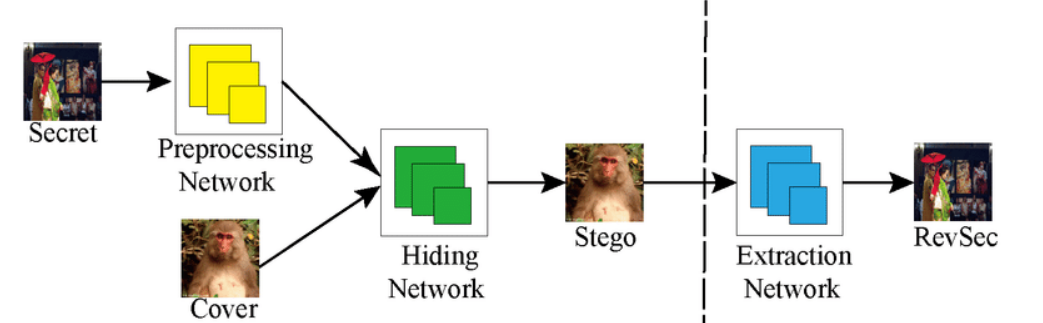 Secret
Preprocessing
Network
Cover
Hiding
Network
Stego
Extraction
Network
RevSec